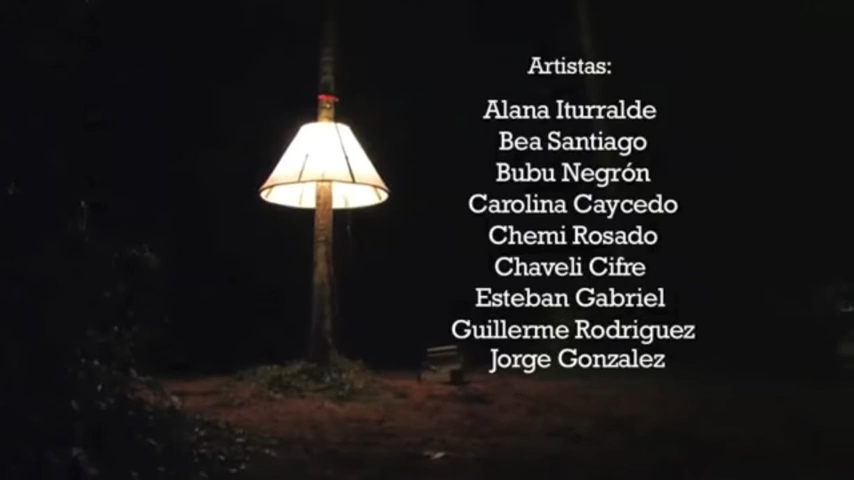 Artistas:
Alana Iturralde
Bea Santiago
Bubu Negrón
Carolina Caycedo
Chemi Rosado
Chaveli Cifre
Esteban Gabriel
Guillerme Rodriguez
Jorge Gonzalez